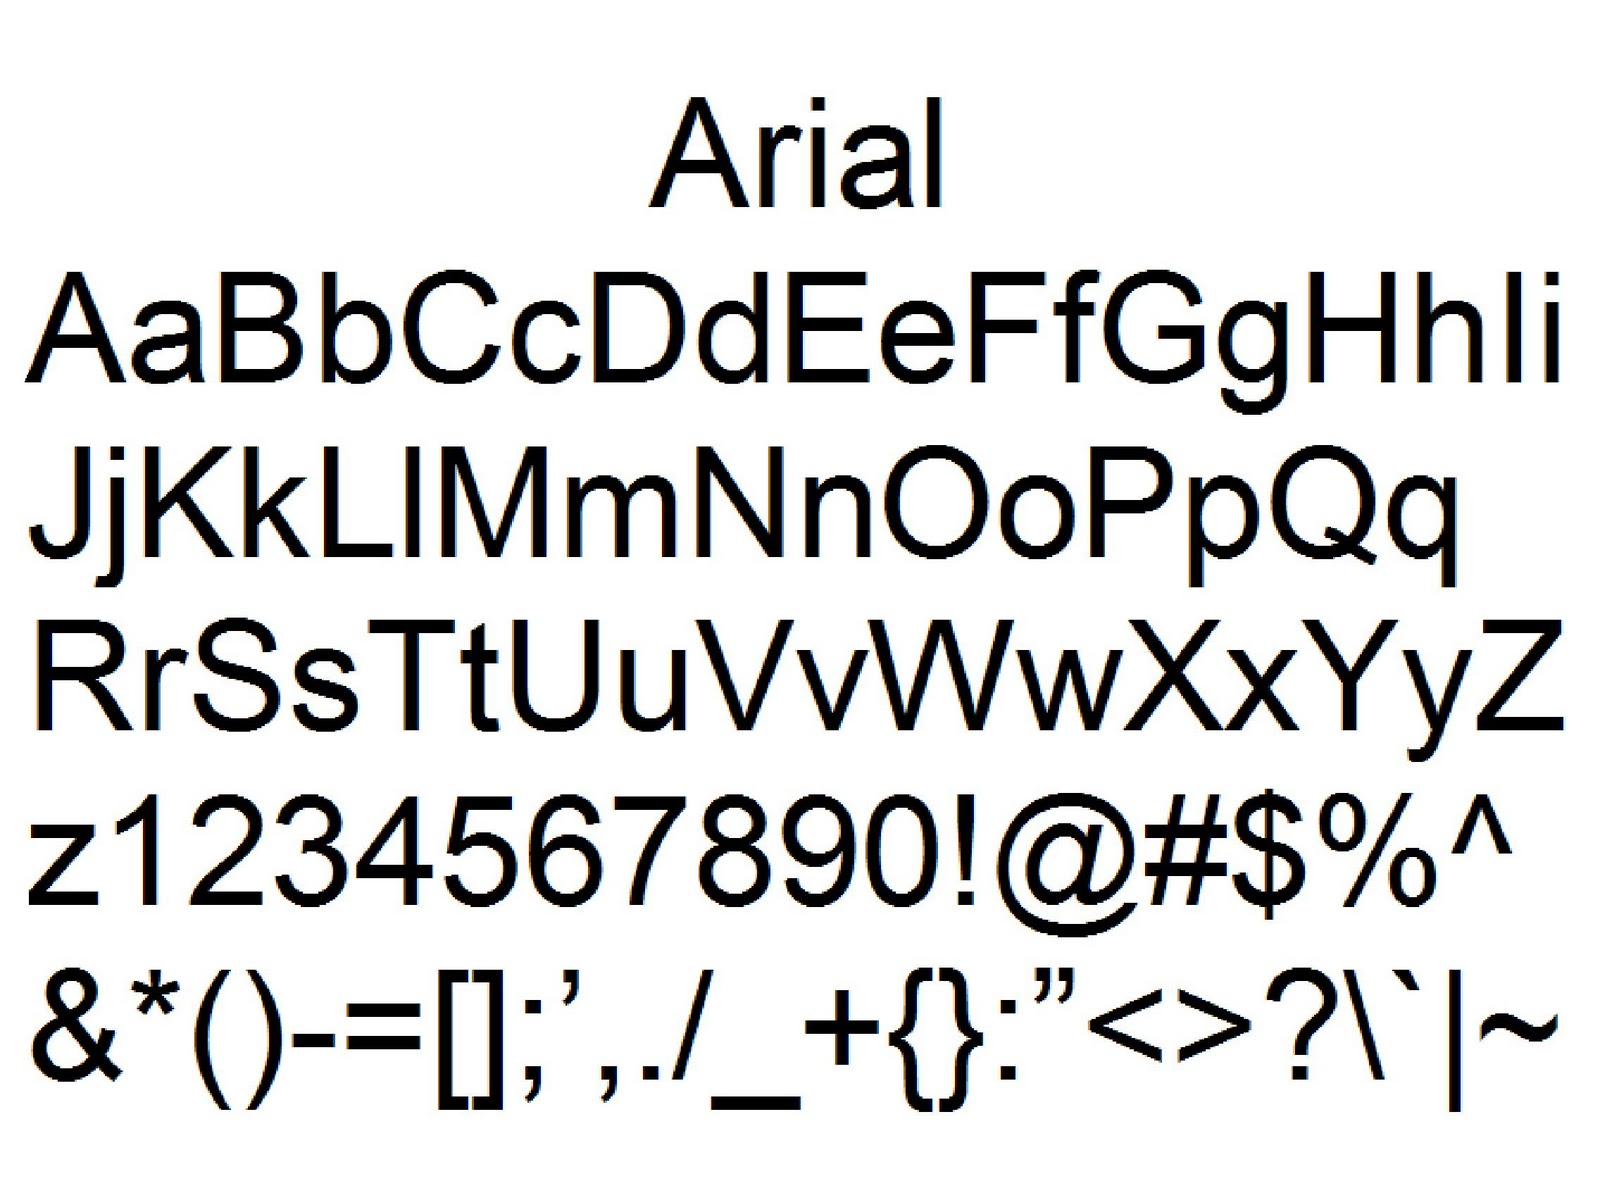 Arial
AaBbCcDdEeFfGgHhIi
JjKkLlMmNnOoPpQq
RrSsTtUuVvWwXxYyZ
z1234567890!@#$%^
&*()-=[];’,./_+{}:”<>?\`|~